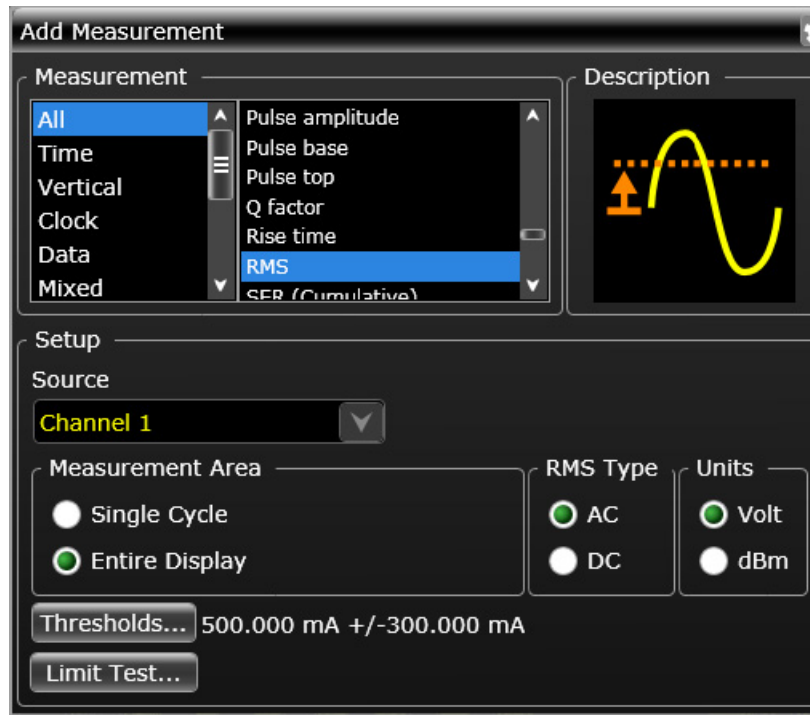 Add Measurement
Measurement
Description
All
Time
Vertical
Clock
Data
Mixed
Pulse amplitude
Pulse base
Pulse top
Q factor
Rise time
RMS
SER (Cumulative)
Setup
Source
Channel 1
Measurement Area
Single Cycle
Entire Display
RMS Type
AC
DC
Units
Volt
dBm
Thresholds... 500.000 mA +/-300.000 mA
Limit Test...